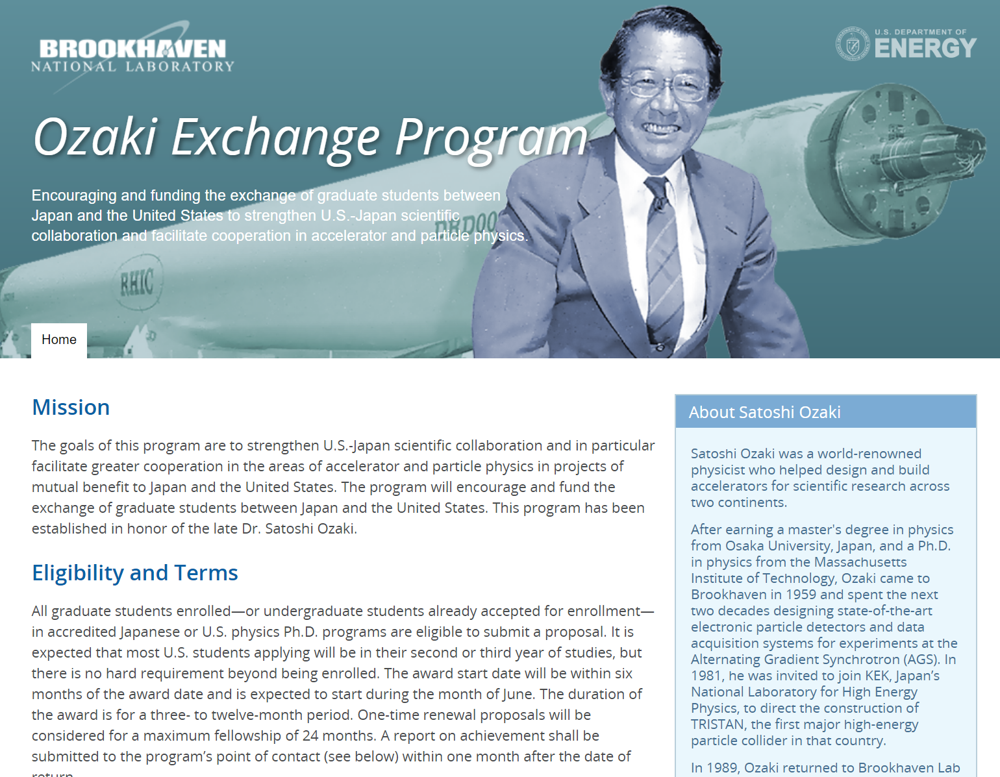 BROOKHAVEN
NATIONAL LABORATORY
U.S. DEPARTMENT OF
ENERGY
Ozaki Exchange Program
Encouraging and funding the exchange of graduate students between
Japan and the United States to strengthen U.S.-Japan scientific
collaboration and facilitate cooperation in accelerator and particle physics.
RHIC
Home
Mission
The goals of this program are to strengthen U.S.-Japan scientific collaboration and in particular
facilitate greater cooperation in the areas of accelerator and particle physics in projects of
mutual benefit to Japan and the United States. The program will encourage and fund the
exchange of graduate students between Japan and the United States. This program has been
established in honor of the late Dr. Satoshi Ozaki.
Eligibility and Terms
All graduate students enrolled—or undergraduate students already accepted for enrollment—
in accredited Japanese or U.S. physics Ph.D. programs are eligible to submit a proposal. It is
expected that most U.S. students applying will be in their second or third year of studies, but
there is no hard requirement beyond being enrolled. The award start date will be within six
months of the award date and is expected to start during the month of June. The duration of
the award is for a three- to twelve-month period. One-time renewal proposals will be
considered for a maximum fellowship of 24 months. A report on achievement shall be
submitted to the program’s point of contact (see below) within one month after the date of
return.
About Satoshi Ozaki
Satoshi Ozaki was a world-renowned
physicist who helped design and build
accelerators for scientific research across
two continents.
After earning a master's degree in physics
from Osaka University, Japan, and a Ph.D.
in physics from the Massachusetts
Institute of Technology, Ozaki came to
Brookhaven in 1959 and spent the next
two decades designing state-of-the-art
electronic particle detectors and data
acquisition systems for experiments at the
Alternating Gradient Synchrotron (AGS). In
1981, he was invited to join KEK, Japan’s
National Laboratory for High Energy
Physics, to direct the construction of
TRISTAN, the first major high-energy
particle collider in that country.
In 1989, Ozaki returned to Brookhaven Lab